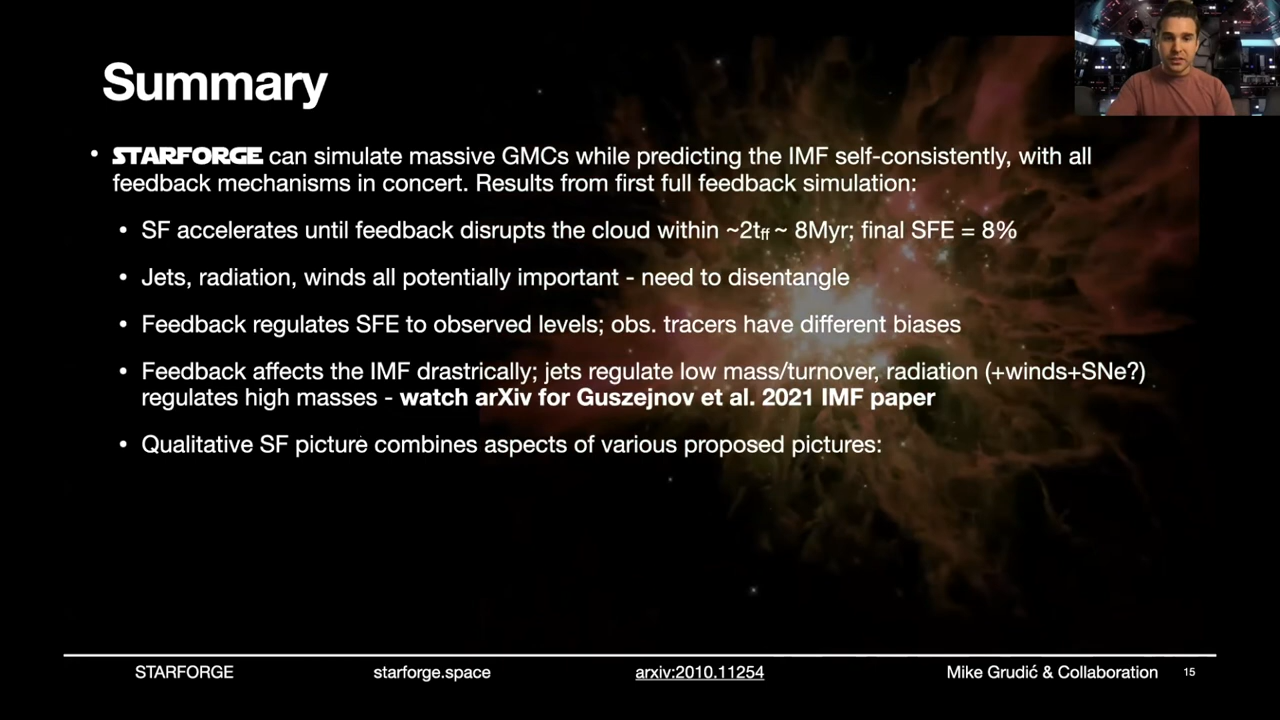 Summary
• STARFORGE can simulate massive GMCs while predicting the IMF self-consistently, with all
feedback mechanisms in concert. Results from first full feedback simulation:
• SF accelerates until feedback disrupts the cloud within ~2tff ~ 8Myr; final SFE = 8%
• Jets, radiation, winds all potentially important - need to disentangle
• Feedback regulates SFE to observed levels; obs. tracers have different biases
• Feedback affects the IMF drastically; jets regulate low mass/turnover, radiation (+winds+SNe?)
regulates high masses - watch arXiv for Guszejnov et al. 2021 IMF paper
• Qualitative SF picture combines aspects of various proposed pictures:
STARFORGE starforge.space arxiv:2010.11254 Mike Grudić & Collaboration 15